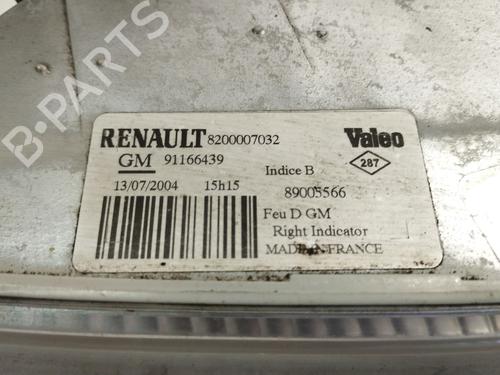 B-PARTS
RENAULT 8200007032 Valeo
GM 91166439 Indice B 287
13/07/2004 15h15 89005566
Feu D GM
Right Indicator
MADE IN FRANCE